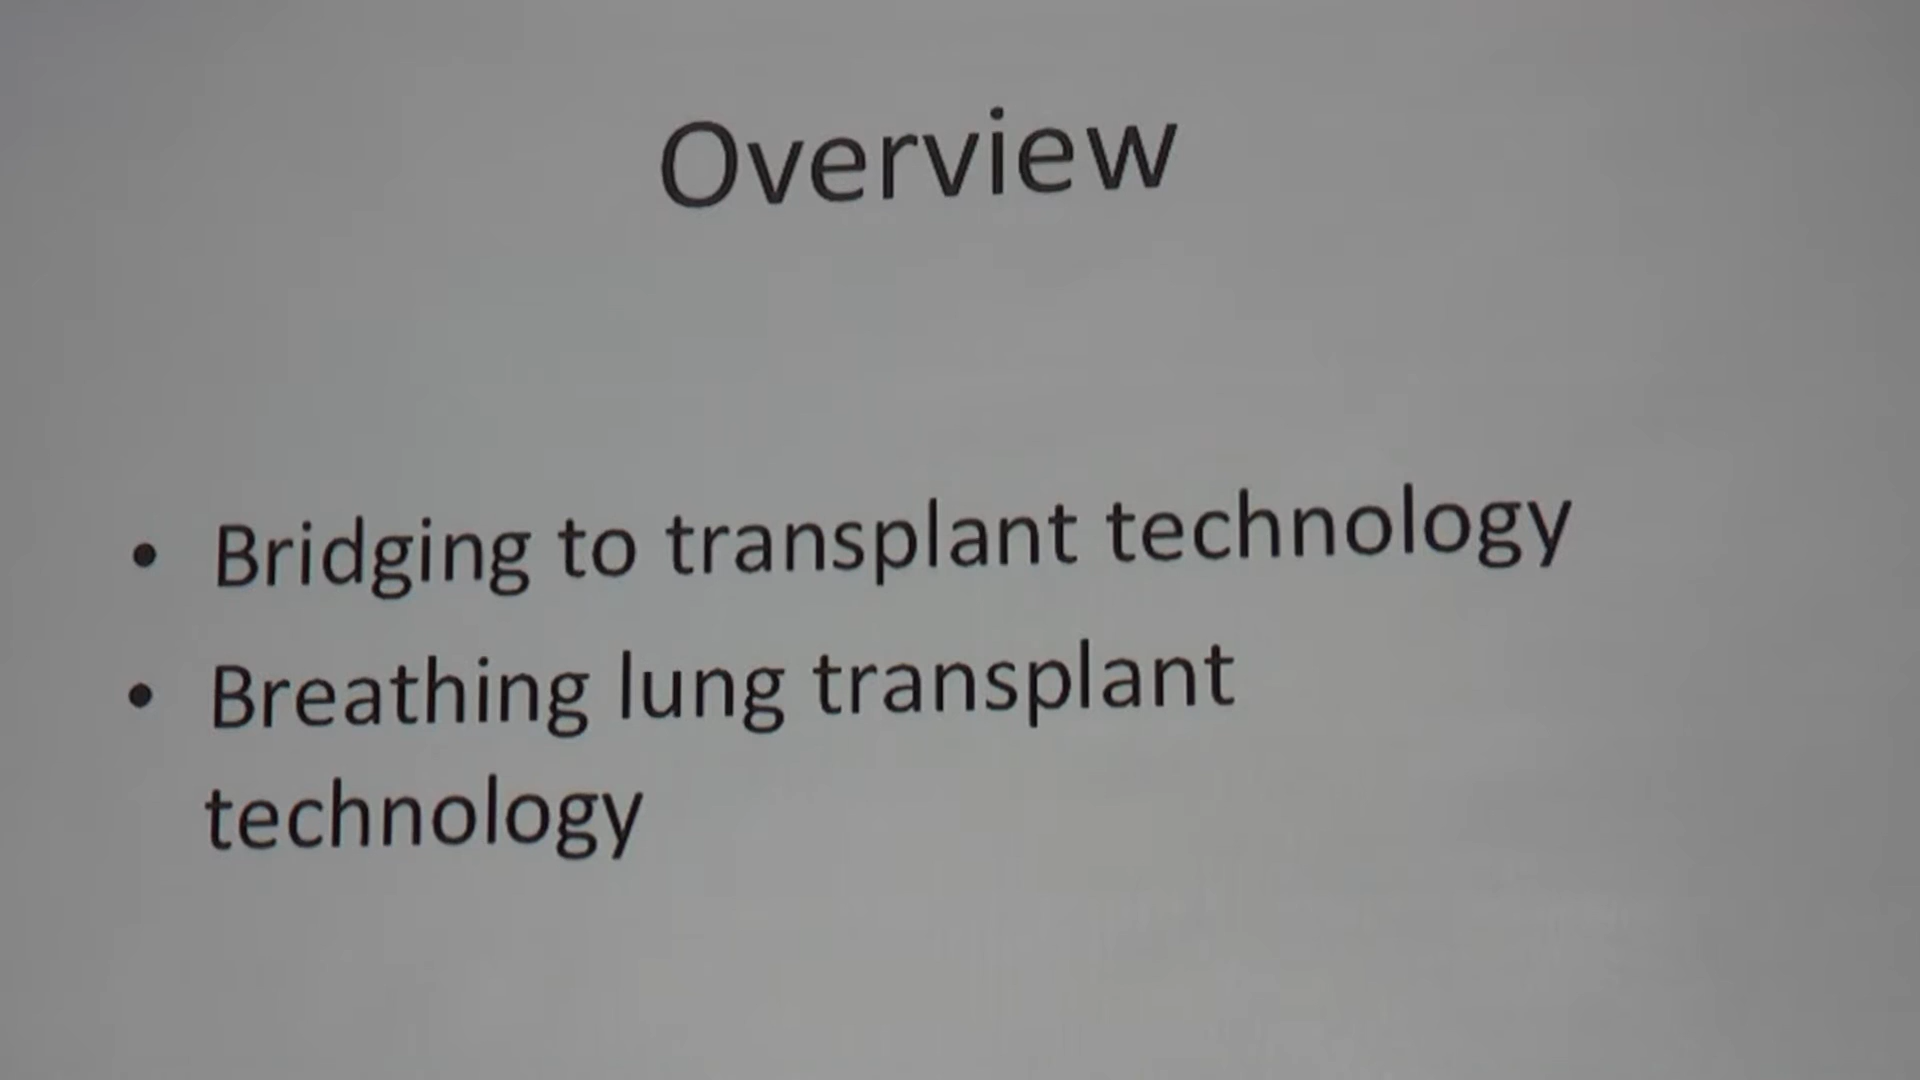 Overview
• Bridging to transplant technology
• Breathing lung transplant
technology